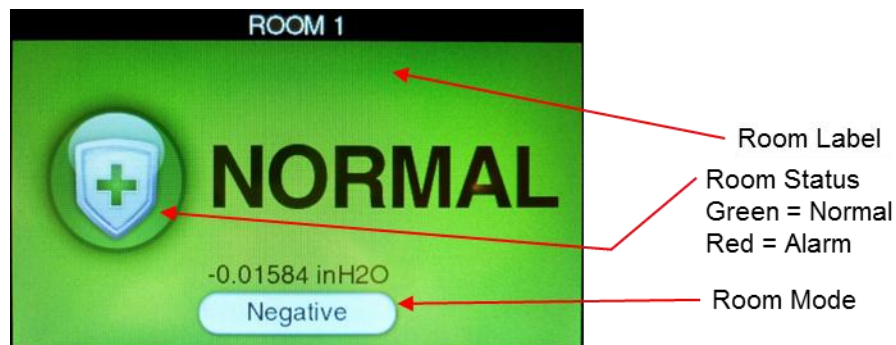 ROOM 1
NORMAL
-0.01584 inH2O
Negative
Room Label
Room Status
Green = Normal
Red = Alarm
Room Mode